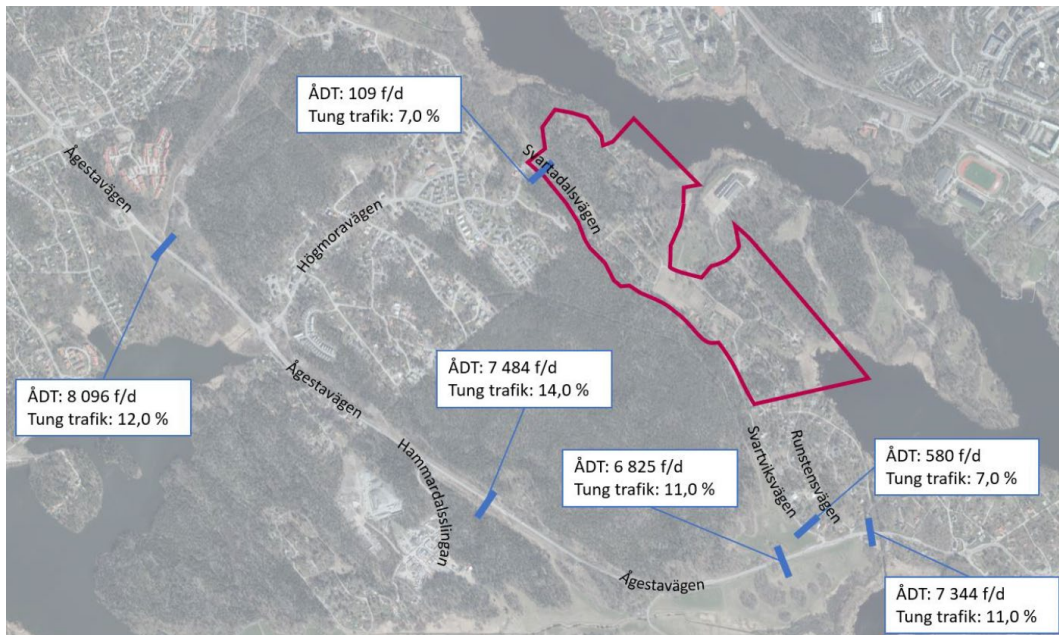 ÅDT: 109 f/d
Tung trafik: 7,0 %
Ågestavägen
Svartadalsvägen
Högmoravägen
ÅDT: 8 096 f/d
Tung trafik: 12,0 %
Ågestavägen
ÅDT: 7 484 f/d
Tung trafik: 14,0 %
Hammardalsslingan
ÅDT: 6 825 f/d
Tung trafik: 11,0 %
Svartviksvägen
Runstensvägen
ÅDT: 580 f/d
Tung trafik: 7,0 %
Ågestavägen
ÅDT: 7 344 f/d
Tung trafik: 11,0 %